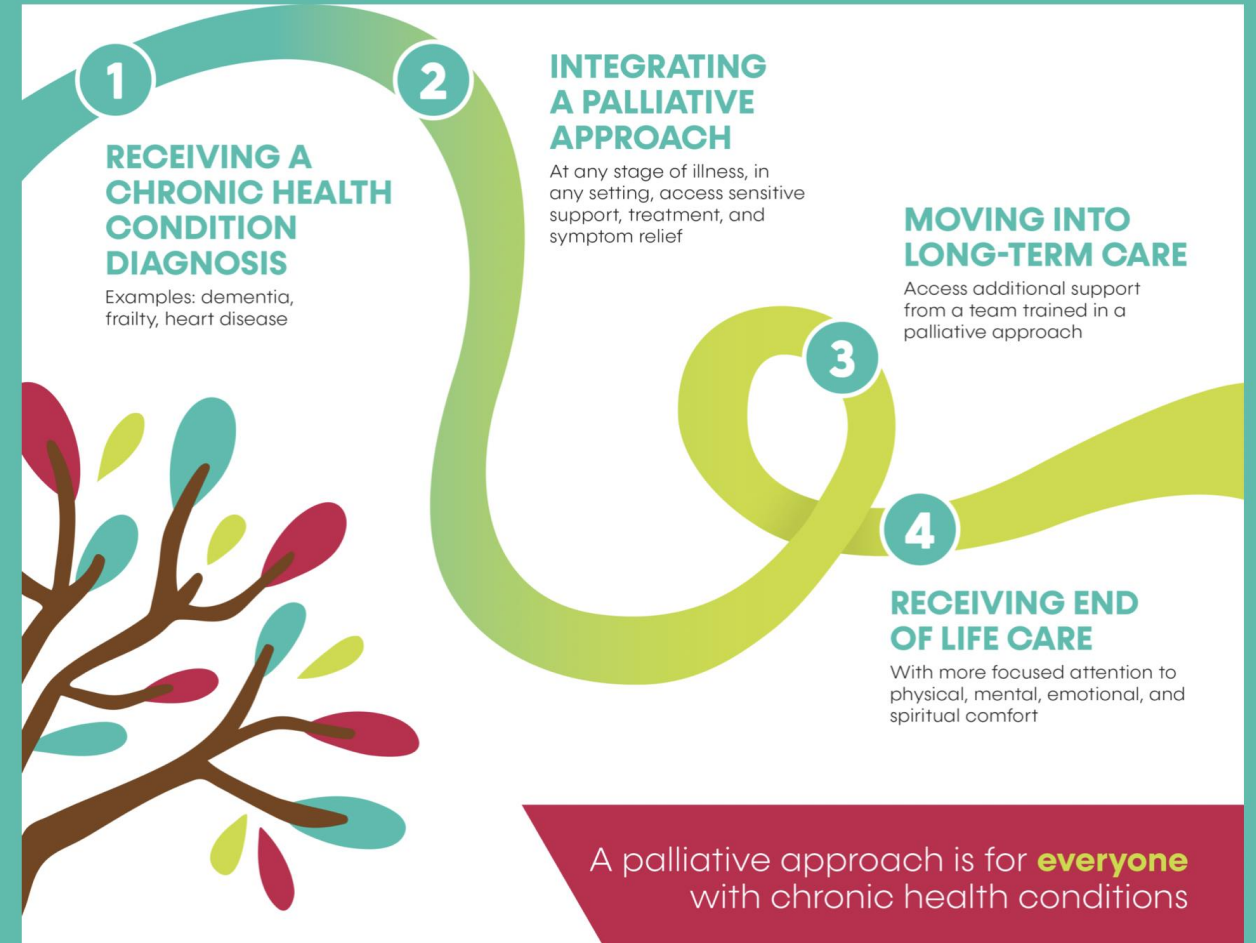 1
RECEIVING A
CHRONIC HEALTH
CONDITION
DIAGNOSIS
Examples: dementia,
frailty, heart disease
2
INTEGRATING
A PALLIATIVE
APPROACH
At any stage of illness, in
any setting, access sensitive
support, treatment, and
symptom relief
3
MOVING INTO
LONG-TERM CARE
Access additional support
from a team trained in a
palliative approach
4
RECEIVING END
OF LIFE CARE
With more focused attention to
physical, mental, emotional, and
spiritual comfort
A palliative approach is for everyone
with chronic health conditions